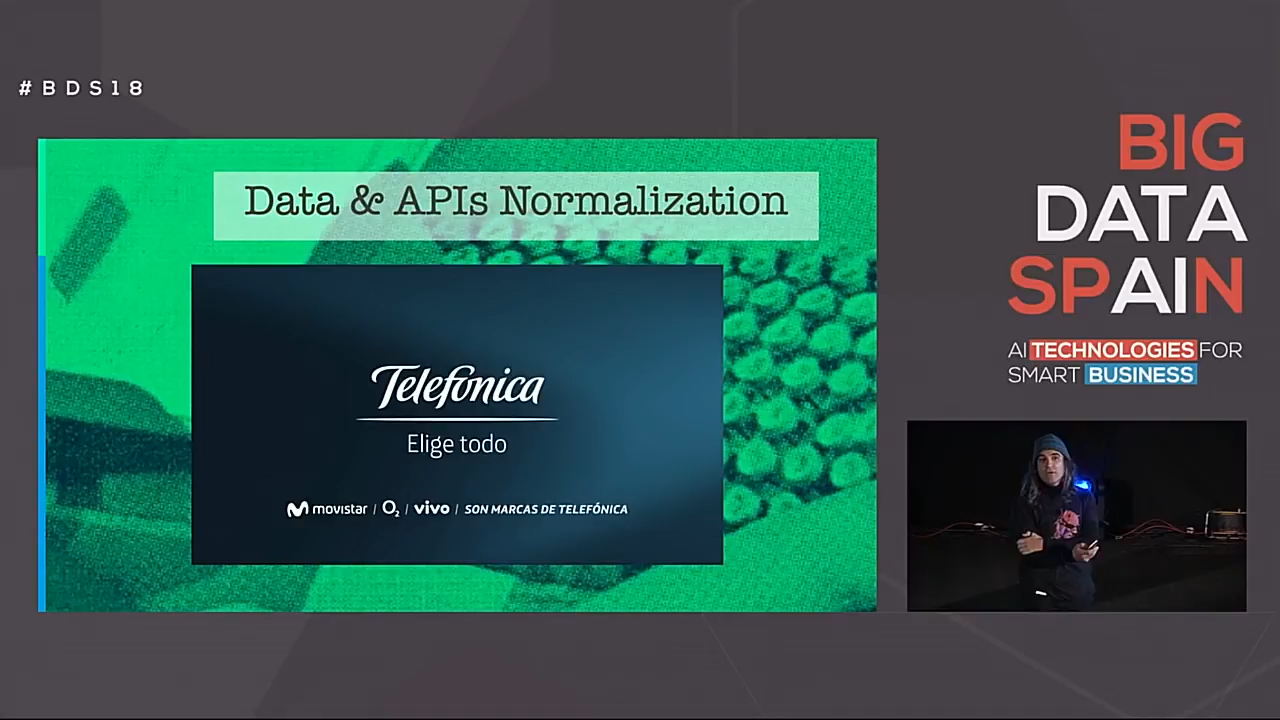 #BDS18
Data & APIs Normalization
Telefónica
Elige todo
movistar | O2 | vivo | SON MARCAS DE TELEFÓNICA
BIG
DATA
SPAIN
AI TECHNOLOGIES FOR
SMART BUSINESS